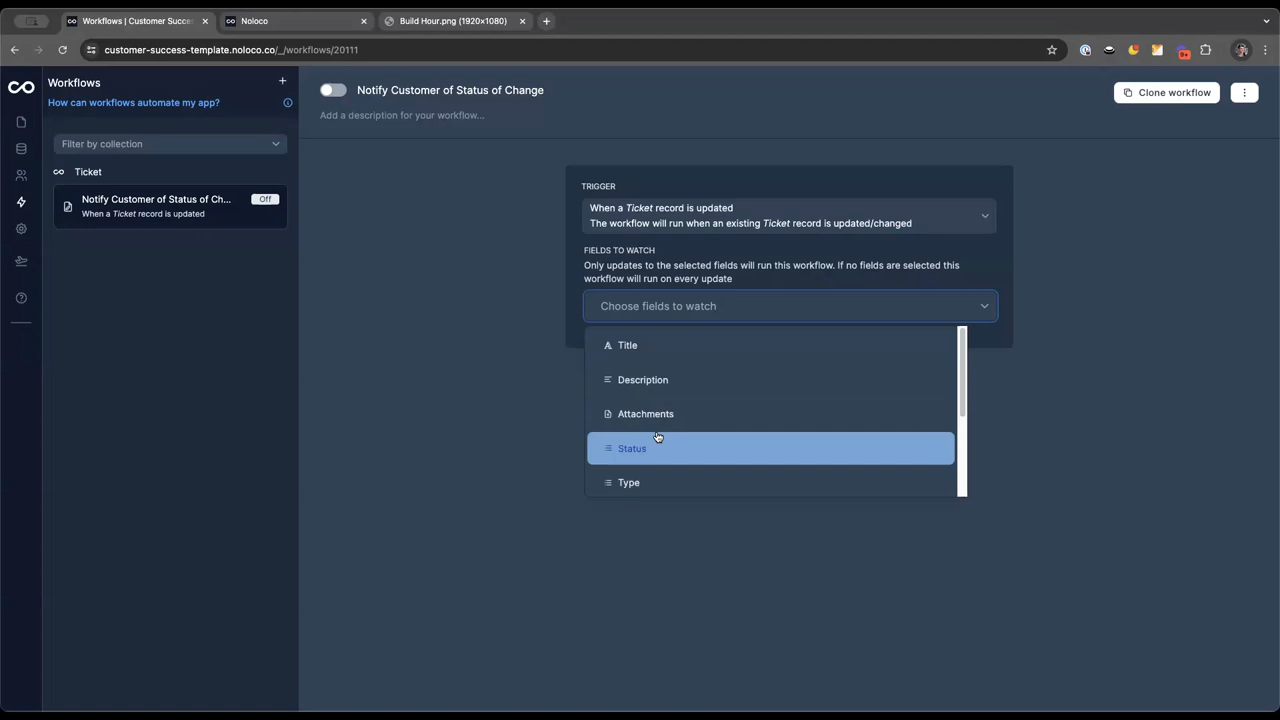 Workflows | Customer Succe
Noloco
Build Hour.png (1920×1080)
customer-success-template.noloco.co/_/workflows/20111
9+
Workflows
How can workflows automate my app?
Filter by collection
Ticket
Notify Customer of Status of Ch...
Off
When a Ticket record is updated
Notify Customer of Status of Change
Add a description for your workflow...
Clone workflow
TRIGGER
When a Ticket record is updated
The workflow will run when an existing Ticket record is updated/changed
FIELDS TO WATCH
Only updates to the selected fields will run this workflow. If no fields are selected this
workflow will run on every update
Choose fields to watch
Title
Description
Attachments
Status
Type